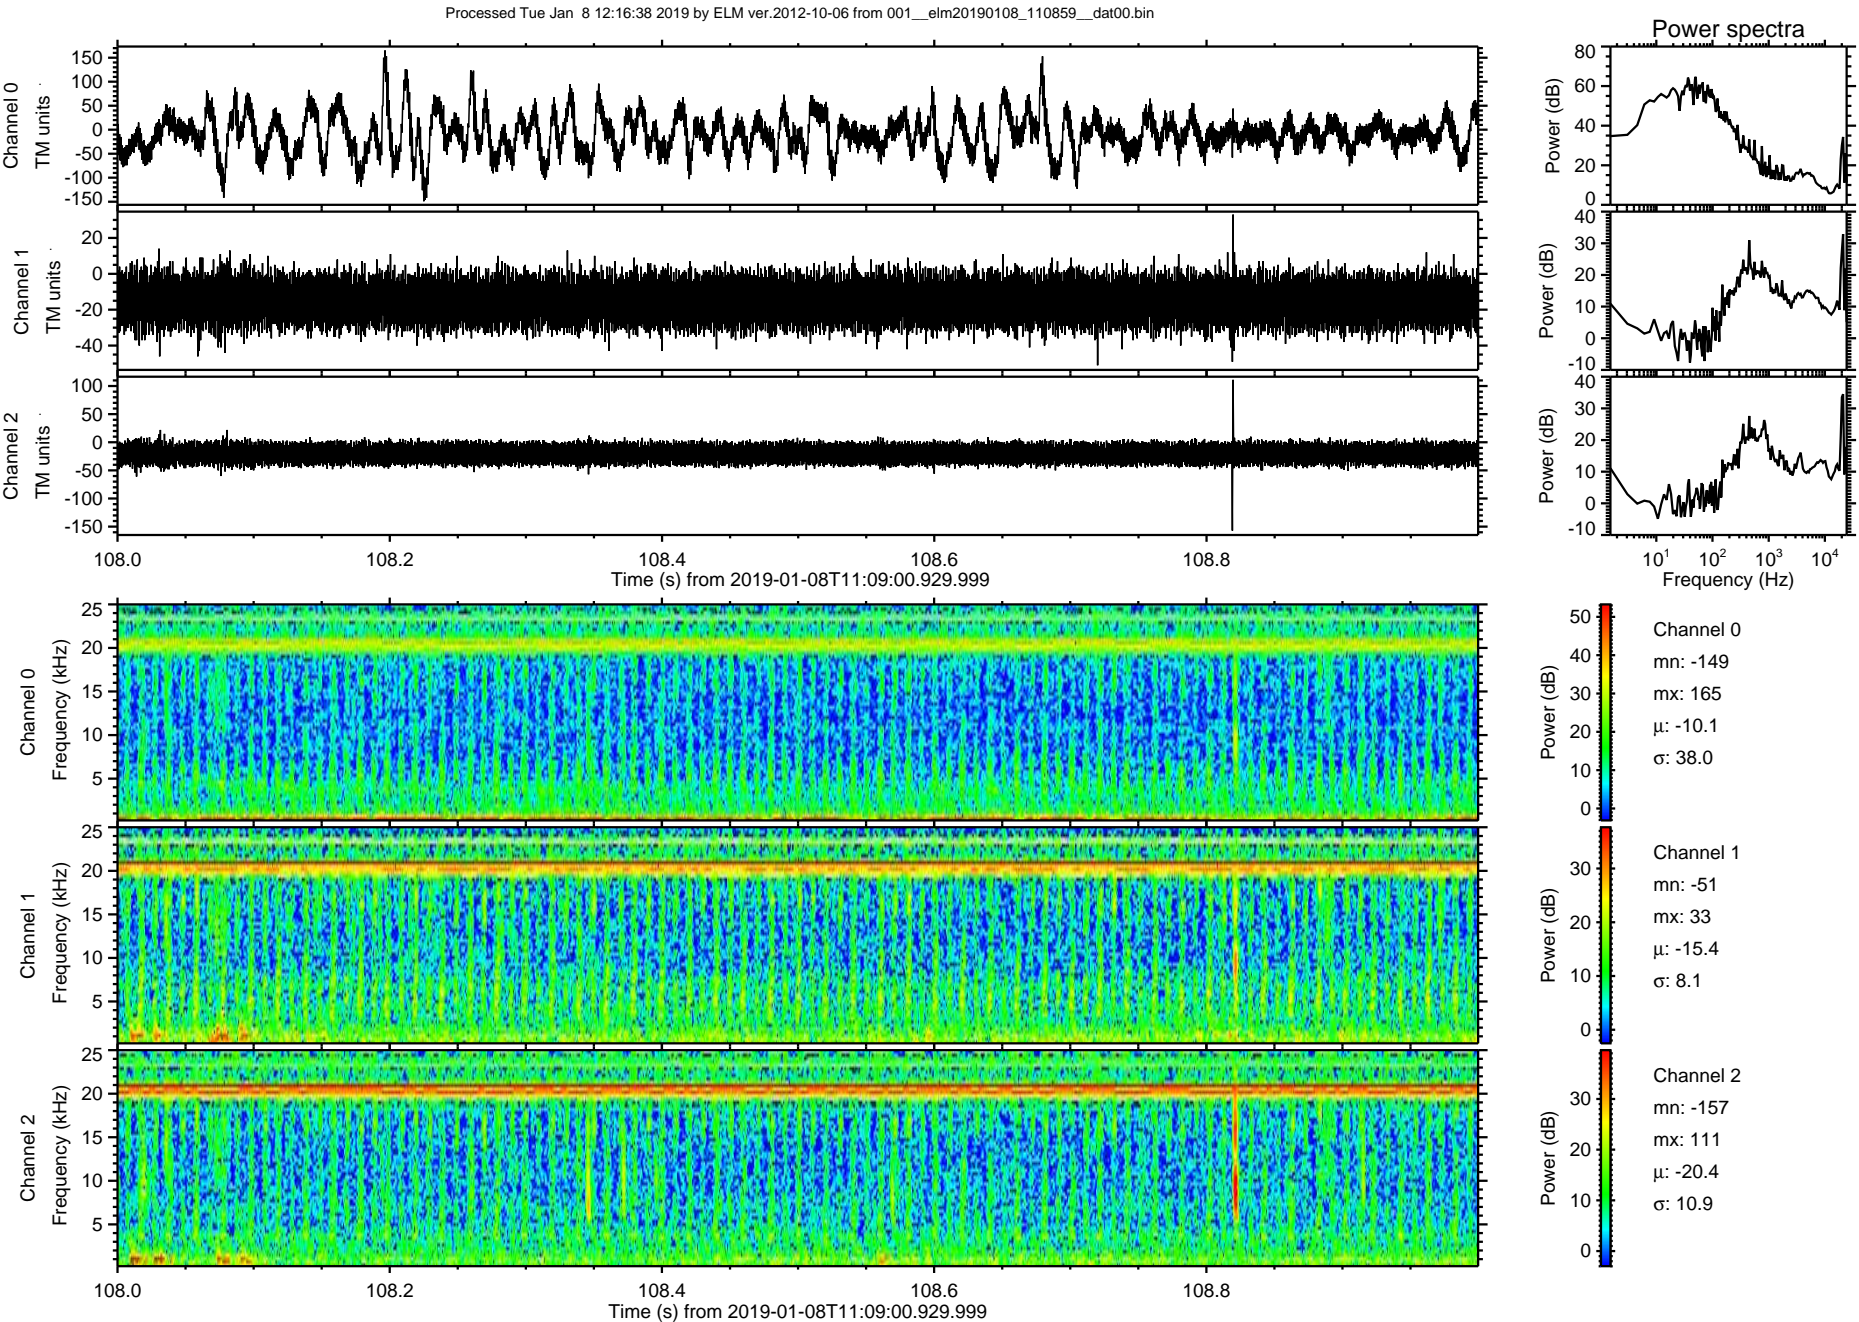 Processed Tue Jan  8 12:16:38 2019 by ELM ver.2012-10-06 from 001__elm20190108_110859__dat00.bin
Power spectra
Channel 0
TM units
150
100
50
0
-50
-100
-150
Power (dB)
80
60
40
20
0
Channel 1
TM units
20
0
-20
-40
Power (dB)
40
30
20
10
0
-10
Channel 2
TM units
100
50
0
-50
-100
-150
Power (dB)
40
30
20
10
0
-10
108.0 108.2 108.4 108.6 108.8
Time (s) from 2019-01-08T11:09:00.929.999
10¹ 10² 10³ 10⁴
Frequency (Hz)
Channel 0
Frequency (kHz)
25
20
15
10
5
Power (dB)
50
40
30
20
10
0
Channel 0
mn: -149
mx: 165
μ: -10.1
σ: 38.0
Channel 1
Frequency (kHz)
25
20
15
10
5
Power (dB)
30
20
10
0
Channel 1
mn: -51
mx: 33
μ: -15.4
σ: 8.1
Channel 2
Frequency (kHz)
25
20
15
10
5
Power (dB)
30
20
10
0
Channel 2
mn: -157
mx: 111
μ: -20.4
σ: 10.9
108.0 108.2 108.4 108.6 108.8
Time (s) from 2019-01-08T11:09:00.929.999